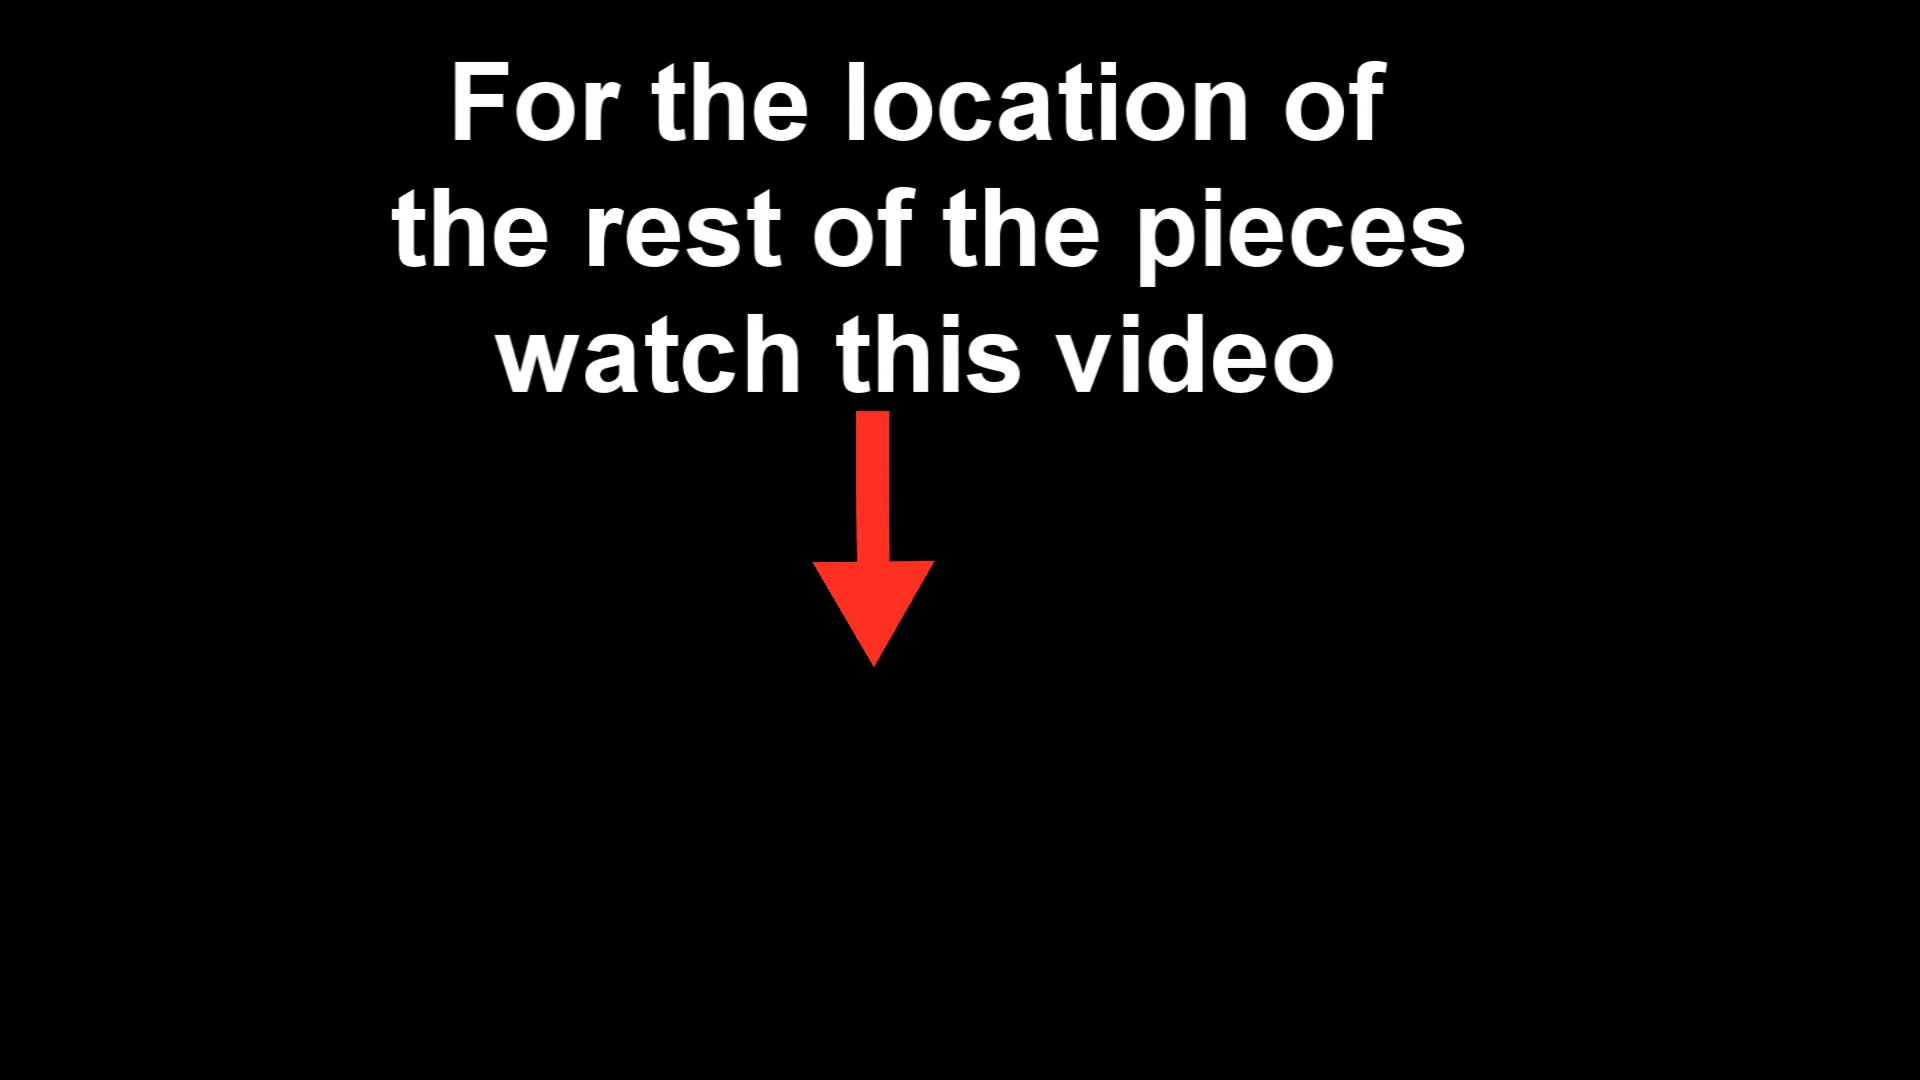 For the location of
the rest of the pieces
watch this video